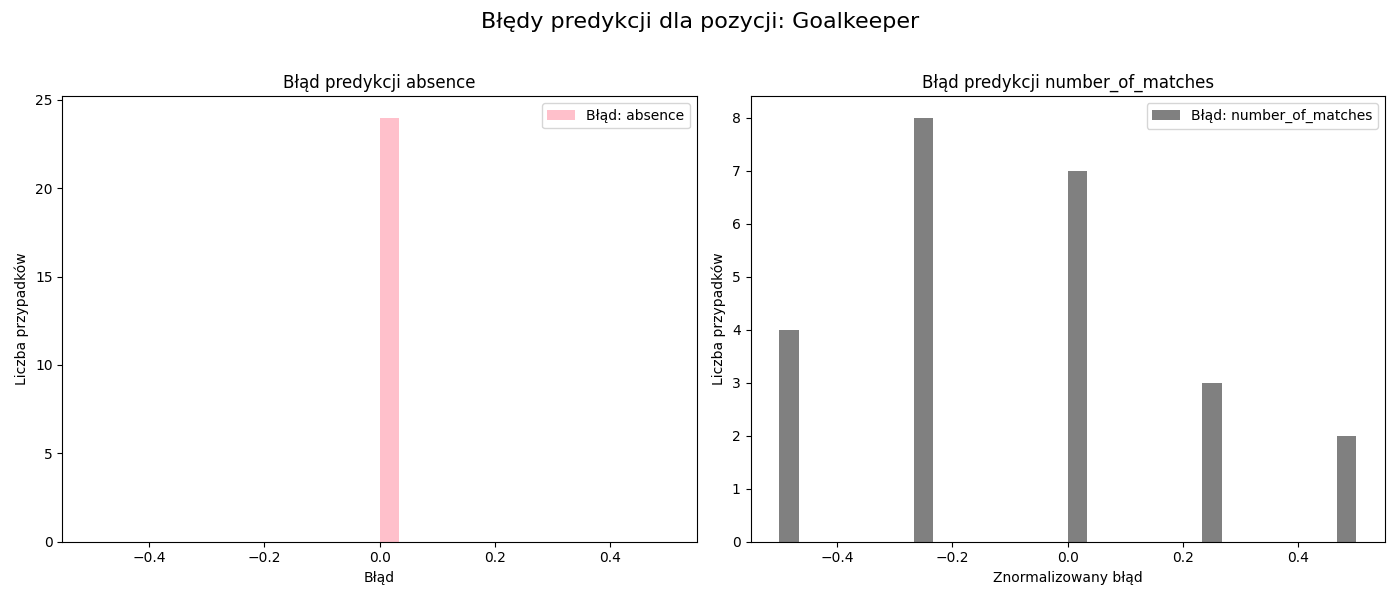 Błędy predykcji dla pozycji: Goalkeeper
Błąd predykcji absence
25
20
15
10
5
0
Liczba przypadków
Błąd: absence
−0.4
−0.2
0.0
0.2
0.4
Błąd
Błąd predykcji number_of_matches
8
7
6
5
4
3
2
1
0
Liczba przypadków
Błąd: number_of_matches
−0.4
−0.2
0.0
0.2
0.4
Znormalizowany błąd